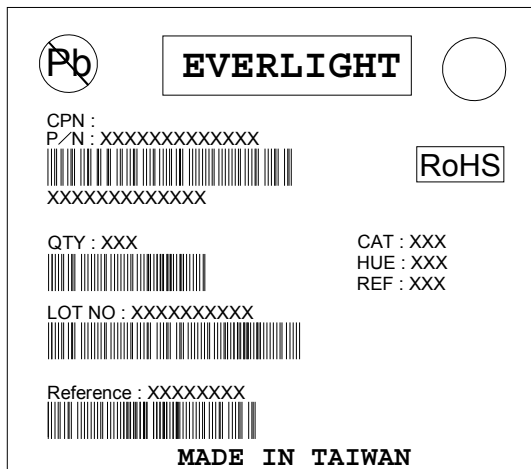 Pb
EVERLIGHT
CPN :
P/N : XXXXXXXXXXXXX
RoHS
XXXXXXXXXXXXX
QTY : XXX
CAT : XXX
HUE : XXX
REF : XXX
LOT NO : XXXXXXXXXX
Reference : XXXXXXXX
MADE IN TAIWAN